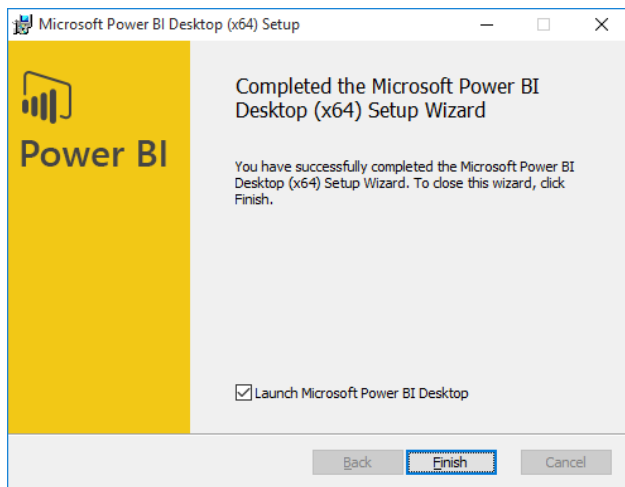 Microsoft Power BI Desktop (x64) Setup
Power BI
Completed the Microsoft Power BI
Desktop (x64) Setup Wizard
You have successfully completed the Microsoft Power BI
Desktop (x64) Setup Wizard. To close this wizard, click
Finish.
Launch Microsoft Power BI Desktop
Back
Finish
Cancel